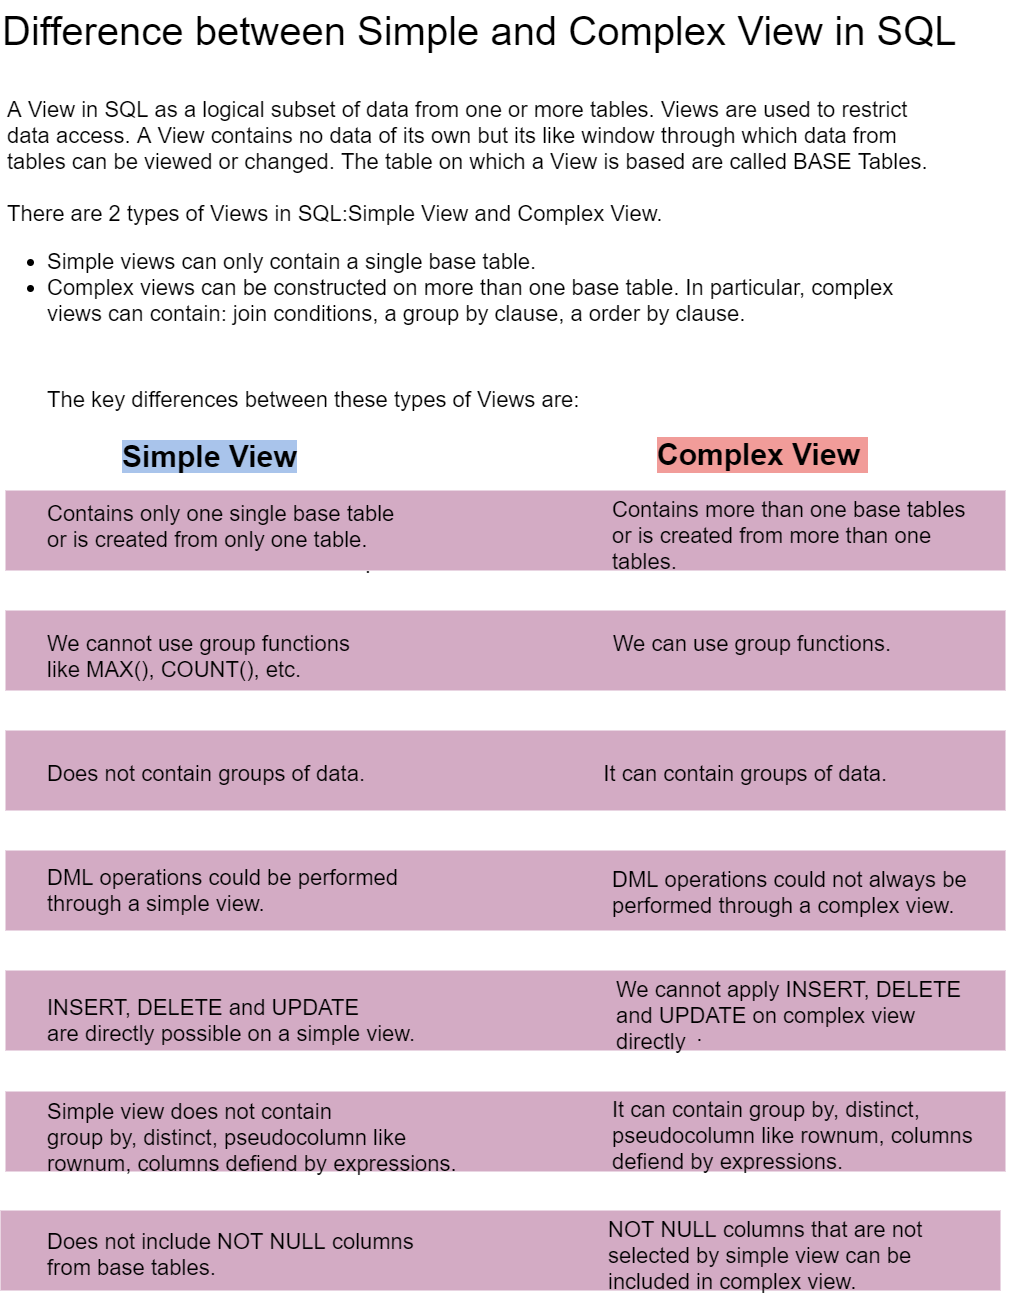 Difference between Simple and Complex View in SQL
A View in SQL as a logical subset of data from one or more tables. Views are used to restrict
data access. A View contains no data of its own but its like window through which data from
tables can be viewed or changed. The table on which a View is based are called BASE Tables.
There are 2 types of Views in SQL:Simple View and Complex View.
• Simple views can only contain a single base table.
• Complex views can be constructed on more than one base table. In particular, complex
views can contain: join conditions, a group by clause, a order by clause.
The key differences between these types of Views are:
Simple View
Complex View
Contains only one single base table
or is created from only one table.
.
Contains more than one base tables
or is created from more than one
tables.
We cannot use group functions
like MAX(), COUNT(), etc.
We can use group functions.
Does not contain groups of data.
It can contain groups of data.
DML operations could be performed
through a simple view.
DML operations could not always be
performed through a complex view.
INSERT, DELETE and UPDATE
are directly possible on a simple view.
We cannot apply INSERT, DELETE
and UPDATE on complex view
directly .
Simple view does not contain
group by, distinct, pseudocolumn like
rownum, columns defiend by expressions.
It can contain group by, distinct,
pseudocolumn like rownum, columns
defiend by expressions.
Does not include NOT NULL columns
from base tables.
NOT NULL columns that are not
selected by simple view can be
included in complex view.